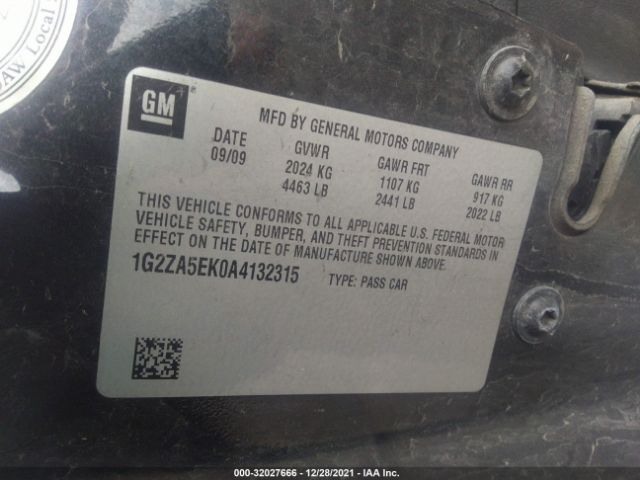 UAW Local
GM
MFD BY GENERAL MOTORS COMPANY
DATE GVWR GAWR FRT GAWR RR
09/09 2024 KG 1107 KG 917 KG
4463 LB 2441 LB 2022 LB
THIS VEHICLE CONFORMS TO ALL APPLICABLE U.S. FEDERAL MOTOR
VEHICLE SAFETY, BUMPER, AND THEFT PREVENTION STANDARDS IN
EFFECT ON THE DATE OF MANUFACTURE SHOWN ABOVE.
1G2ZA5EK0A4132315 TYPE: PASS CAR
000-32027666 - 12/28/2021 - IAA Inc.